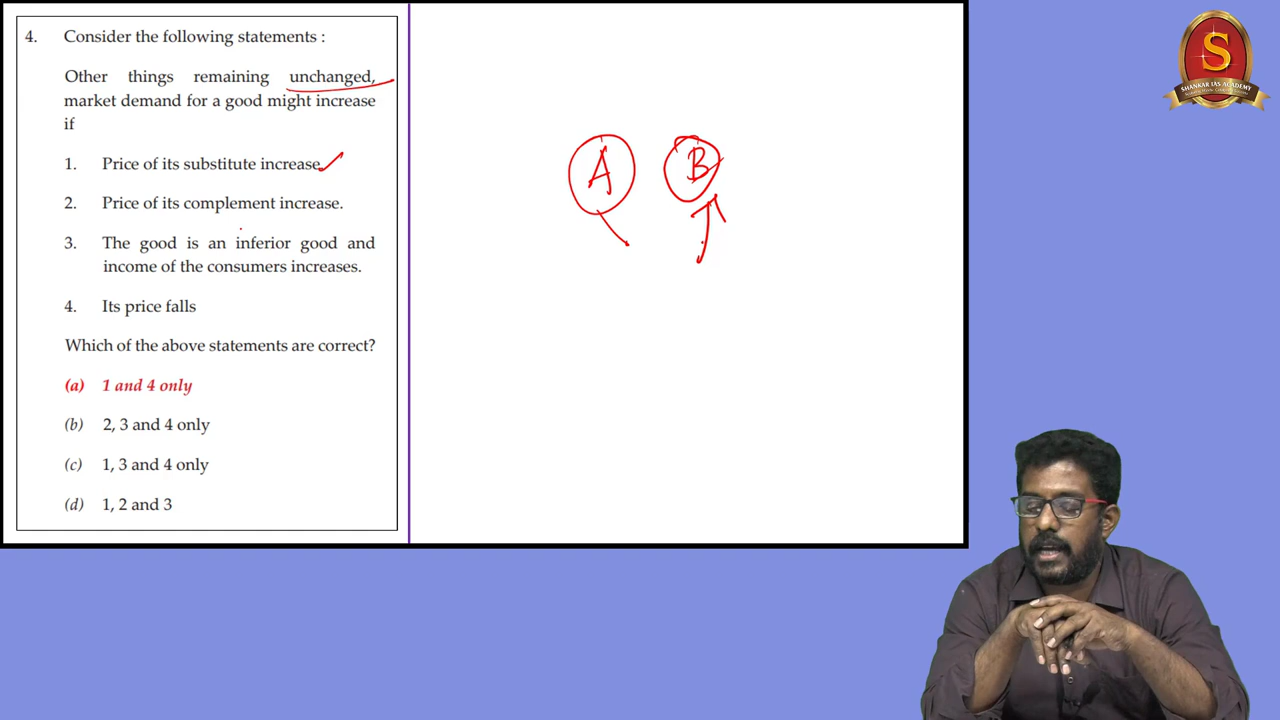 4. Consider the following statements :
Other things remaining unchanged,
market demand for a good might increase
if
1. Price of its substitute increase.
2. Price of its complement increase.
3. The good is an inferior good and
income of the consumers increases.
4. Its price falls
Which of the above statements are correct?
(a) 1 and 4 only
(b) 2, 3 and 4 only
(c) 1, 3 and 4 only
(d) 1, 2 and 3
A B
S
SHANKAR IAS ACADEMY